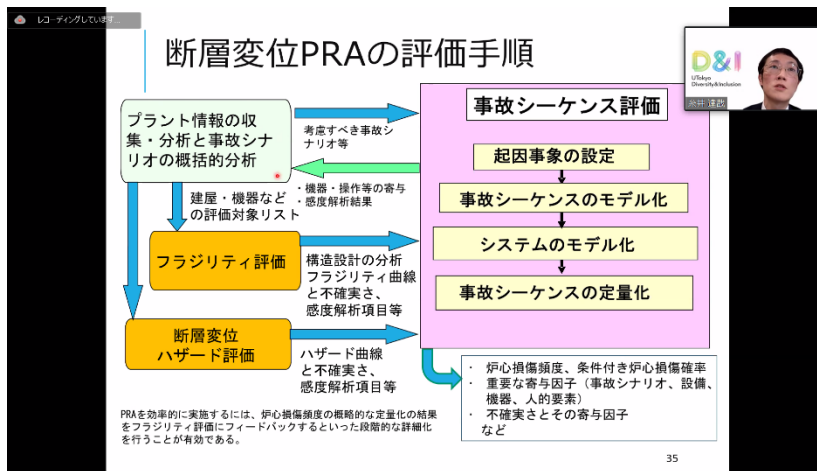 レコーディングしています...
断層変位PRAの評価手順
D&I
UTokyo
Diversity&Inclusion
プラント情報の収
集・分析と事故シナ
リオの概括的分析
考慮すべき事故シ
ナリオ等
・機器・操作等の寄与
・感度解析結果
建屋・機器など
の評価対象リスト
フラジリティ評価
構造設計の分析
フラジリティ曲線
と不確実さ、
感度解析項目等
断層変位
ハザード評価
ハザード曲線
と不確実さ、
感度解析項目等
事故シーケンス評価
起因事象の設定
事故シーケンスのモデル化
システムのモデル化
事故シーケンスの定量化
・ 炉心損傷頻度、条件付き炉心損傷確率
・ 重要な寄与因子（事故シナリオ、設備、
機器、人的要素）
・ 不確実さとその寄与因子
など
PRAを効率的に実施するには、炉心損傷頻度の概略的な定量化の結果
をフラジリティ評価にフィードバックするといった段階的な詳細化
を行うことが有効である。
35